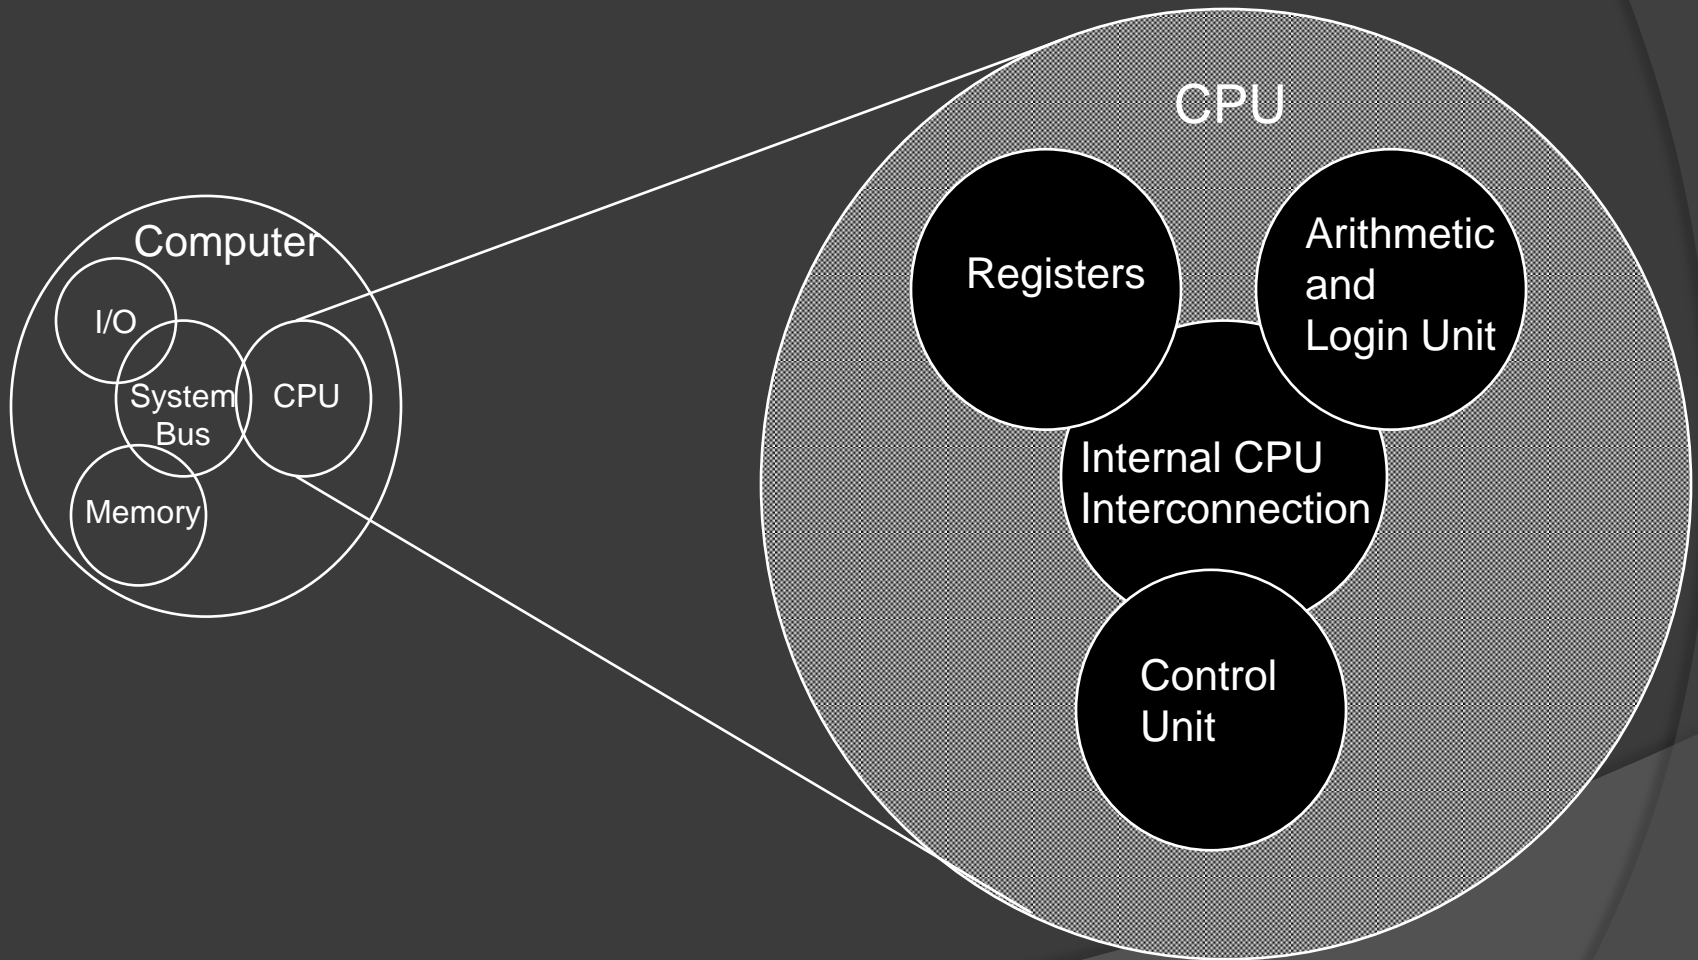 Computer
I/O
System
Bus
CPU
Memory
CPU
Registers
Arithmetic
and
Login Unit
Internal CPU
Interconnection
Control
Unit